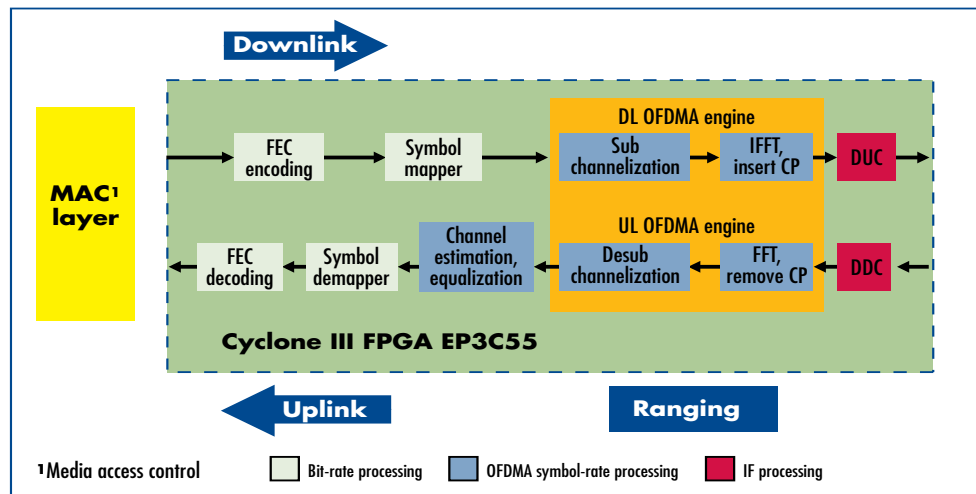 Downlink
MAC¹
layer
FEC
encoding
Symbol
mapper
DL OFDMA engine
Sub
channelization
IFFT,
insert CP
DUC
FEC
decoding
Symbol
demapper
Channel
estimation,
equalization
UL OFDMA engine
Desub
channelization
FFT,
remove CP
DDC
Cyclone III FPGA EP3C55
Uplink
Ranging
¹Media access control
Bit-rate processing
OFDMA symbol-rate processing
IF processing